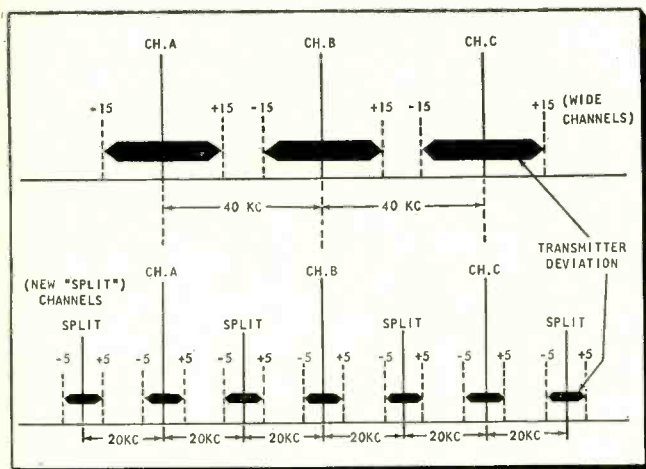 CH.A CH.B CH.C
-15 +15 -15 +15 -15 +15 (WIDE
CHANNELS)
40 KC 40 KC
TRANSMITTER
DEVIATION
(NEW "SPLIT")
CHANNELS
CH.A CH.B CH.C
SPLIT SPLIT SPLIT SPLIT
-5 +5 -5 +5 -5 +5 -5 +5 -5 +5 -5 +5 -5 +5
20KC 20KC 20KC 20KC 20KC 20KC